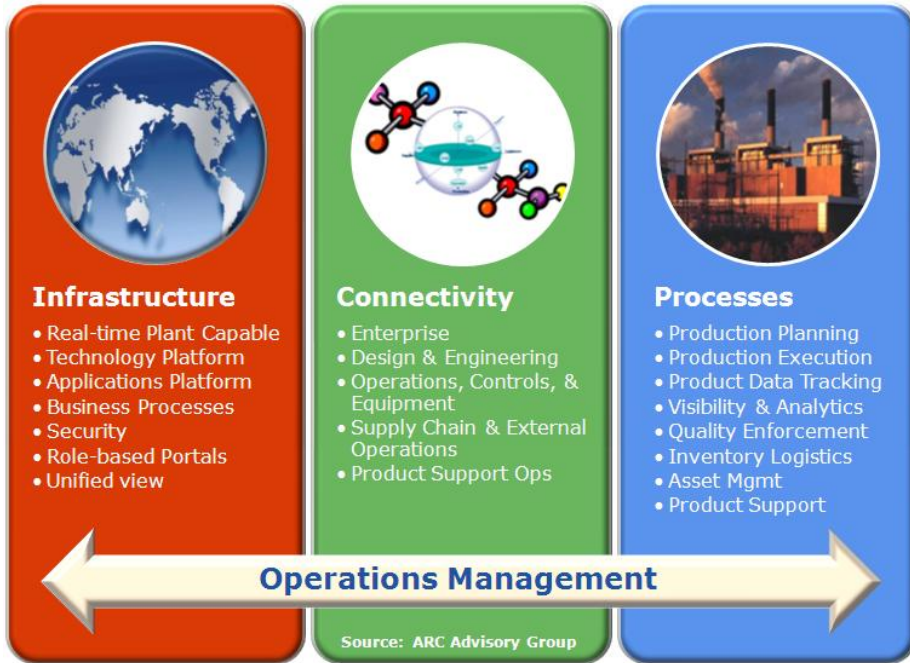 Infrastructure
• Real-time Plant Capable
• Technology Platform
• Applications Platform
• Business Processes
• Security
• Role-based Portals
• Unified view
Connectivity
• Enterprise
• Design & Engineering
• Operations, Controls, &
Equipment
• Supply Chain & External
Operations
• Product Support Ops
Processes
• Production Planning
• Production Execution
• Product Data Tracking
• Visibility & Analytics
• Quality Enforcement
• Inventory Logistics
• Asset Mgmt
• Product Support
Operations Management
Source: ARC Advisory Group